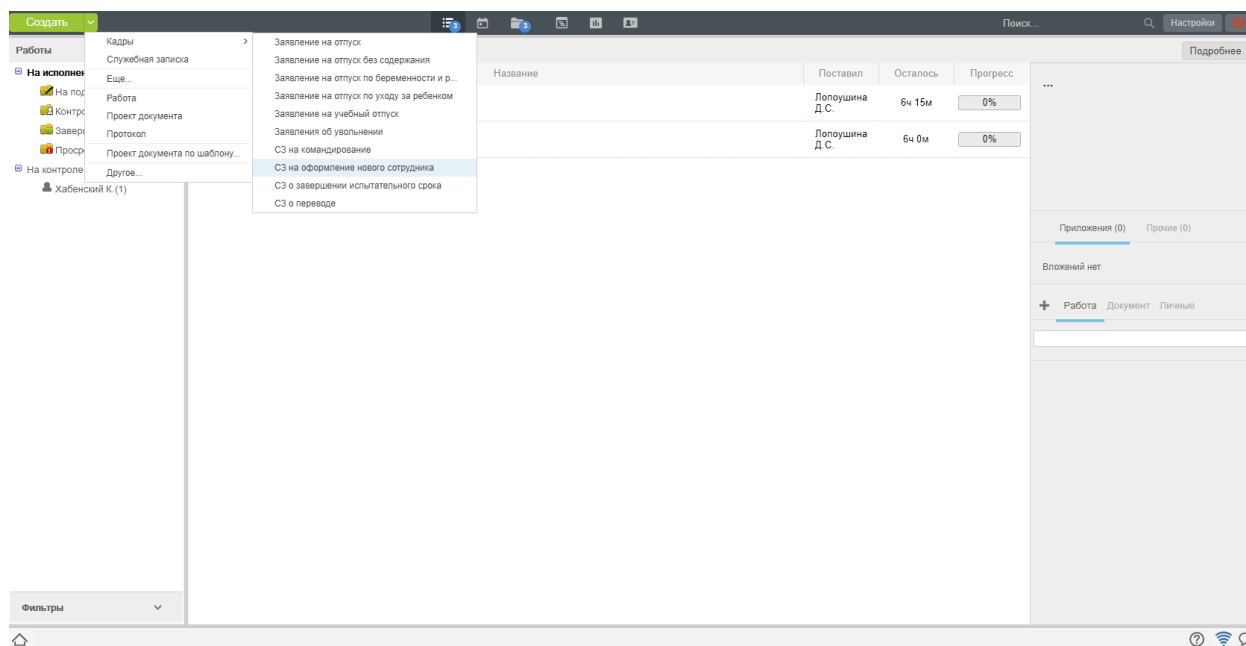 Создать
3
3
Поиск...
Настройки
Работы
Подробнее
На исполнен
На под
Контро
Заверш
Проср
На контроле
Хабенский К.(1)
Кадры
Служебная записка
Еще...
Работа
Проект документа
Протокол
Проект документа по шаблону...
Другое...
Заявление на отпуск
Заявление на отпуск без содержания
Заявление на отпуск по беременности и р...
Заявление на отпуск по уходу за ребенком
Заявление на учебный отпуск
Заявления об увольнении
СЗ на командирование
СЗ на оформление нового сотрудника
СЗ о завершении испытательного срока
СЗ о переводе
Название Поставил Осталось Прогресс
Лопоушина Д.С. 6ч 15м 0%
Лопоушина Д.С. 6ч 0м 0%
...
Приложения (0) Прочие (0)
Вложений нет
Работа Документ Личные
Фильтры